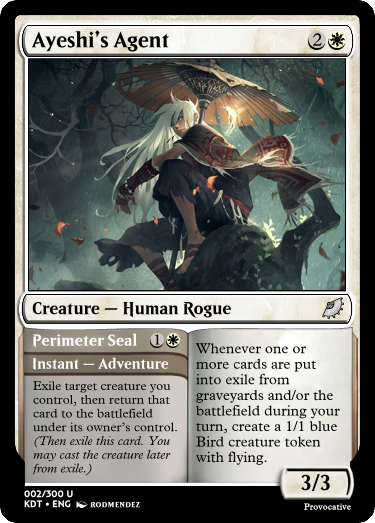 Ayeshi's Agent 2
Creature — Human Rogue
Perimeter Seal 1
Instant — Adventure
Exile target creature you
control, then return that
card to the battlefield
under its owner's control.
(Then exile this card. You
may cast the creature later
from exile.)
Whenever one or
more cards are put
into exile from
graveyards and/or the
battlefield during your
turn, create a 1/1 blue
Bird creature token
with flying.
3/3
002/300 U
KDT • ENG RODMENDEZ
Provocative